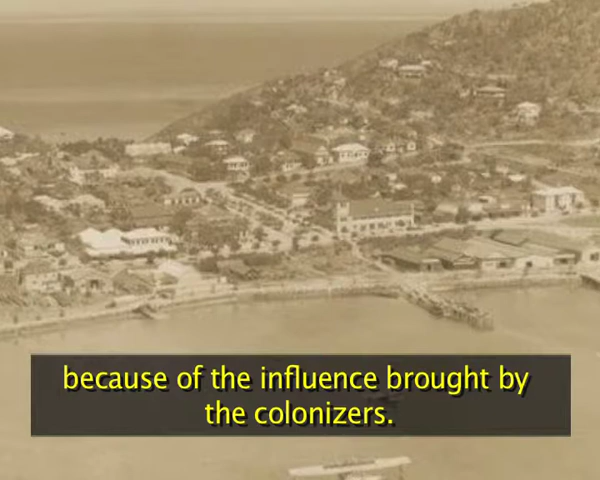 because of the influence brought by
the colonizers.